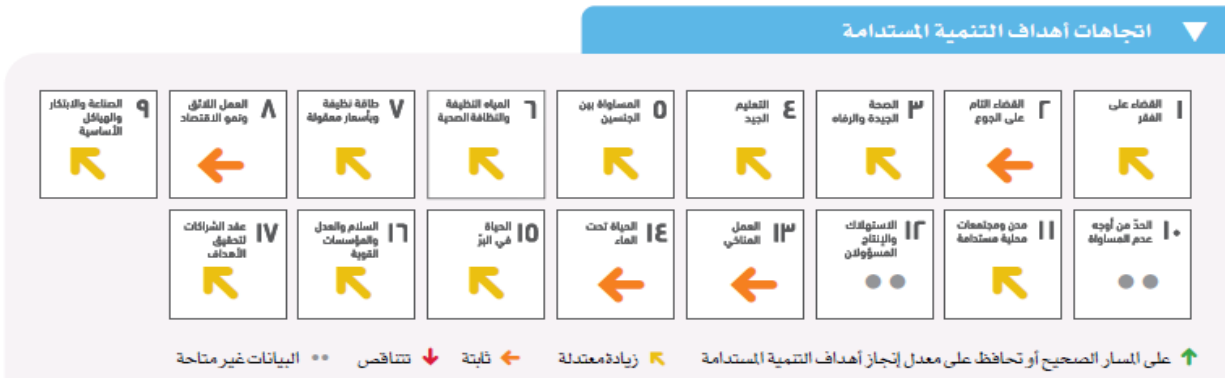 اتجاهات أهداف التنمية المستدامة
١ القضاء على
الفقر
٢ القضاء التام
على الجوع
٣ الصحة
الجيدة والرفاه
٤ التعليم
الجيد
٥ المساواة بين
الجنسين
٦ المياه النظيفة
والنظافة الصحية
٧ طاقة نظيفة
وبأسعار معقولة
٨ العمل اللائق
ونمو الاقتصاد
٩ الصناعة والابتكار
والهياكل
الأساسية
١٠ الحدّ من أوجه
عدم المساواة
١١ مدن ومجتمعات
محلية مستدامة
١٢ الاستهلاك
والإنتاج
المسؤولان
١٣ العمل
المناخي
١٤ الحياة تحت
الماء
١٥ الحياة
في البرّ
١٦ السلام والعدل
والمؤسسات
القوية
١٧ عقد الشراكات
لتحقيق
الأهداف
على المسار الصحيح أو تحافظ على معدل إنجاز أهداف التنمية المستدامة زيادة معتدلة ثابتة تتناقص البيانات غير متاحة